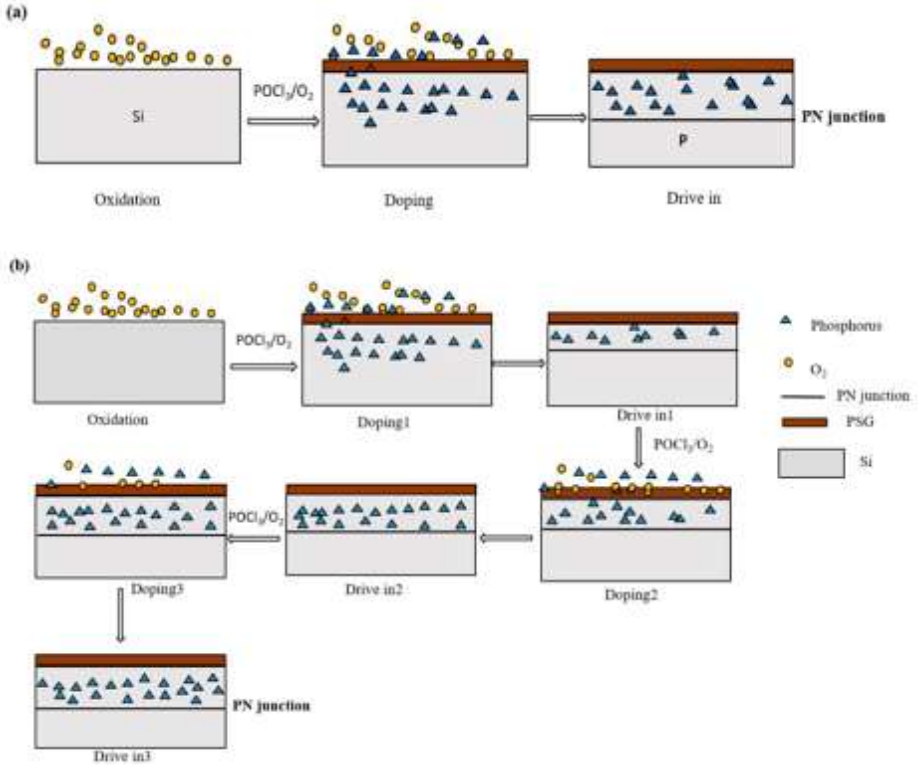 (a)
Si
POCl₃/O₂
P
PN junction
Oxidation
Doping
Drive in
(b)
POCl₃/O₂
Phosphorus
O₂
PN junction
PSG
Si
Oxidation
Doping1
Drive in1
POCl₃/O₂
POCl₃/O₂
Doping3
Drive in2
Doping2
PN junction
Drive in3